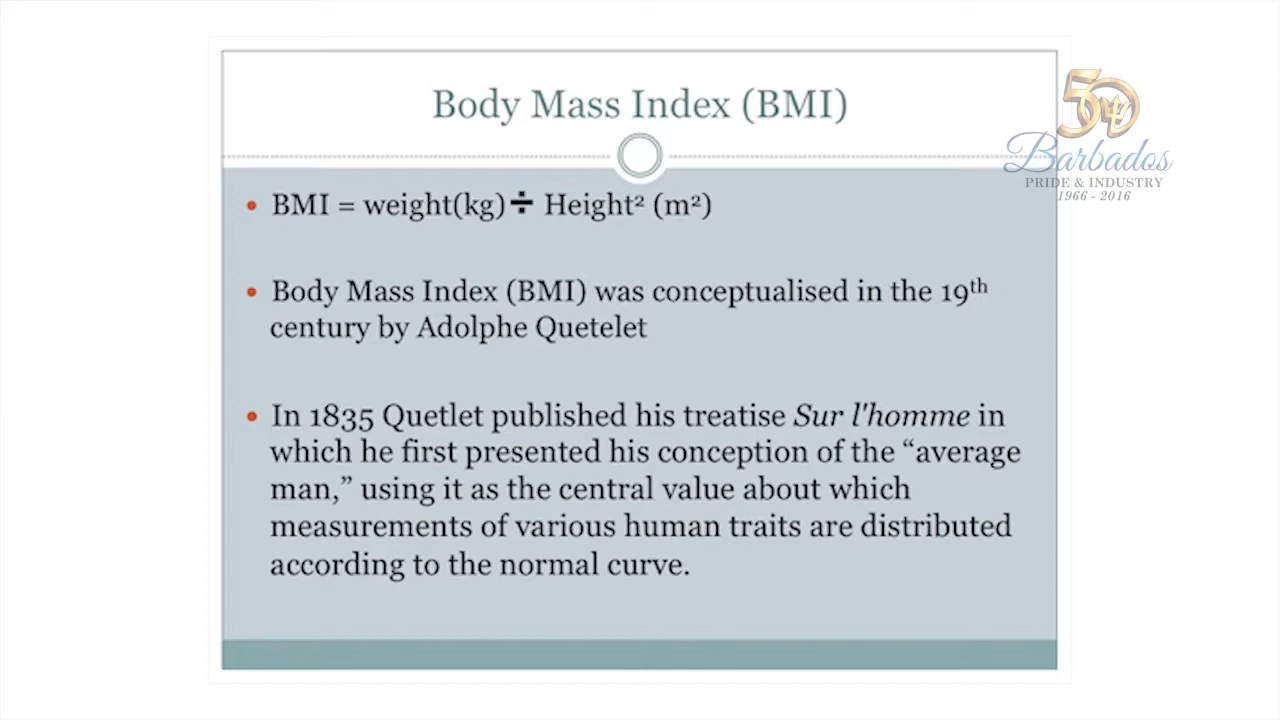 Body Mass Index (BMI)
50
Barbados
PRIDE & INDUSTRY
1966 - 2016
• BMI = weight(kg) ÷ Height² (m²)
• Body Mass Index (BMI) was conceptualised in the 19th
century by Adolphe Quetelet
• In 1835 Quetlet published his treatise Sur l'homme in
which he first presented his conception of the “average
man,” using it as the central value about which
measurements of various human traits are distributed
according to the normal curve.